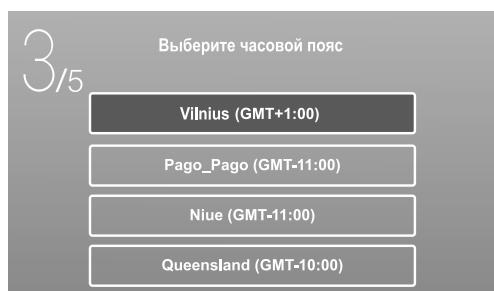 3/5
Выберите часовой пояс
Vilnius (GMT+1:00)
Pago_Pago (GMT-11:00)
Niue (GMT-11:00)
Queensland (GMT-10:00)